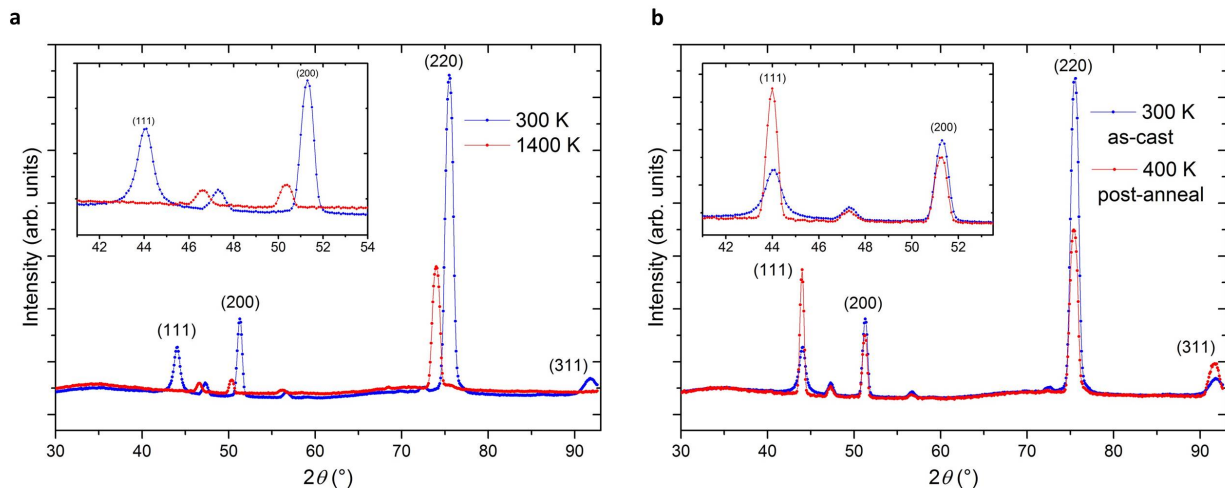 a
(220)
(200)
(111)
300 K
1400 K
42 44 46 48 50 52 54
(200)
(111)
(311)
Intensity (arb. units)
30 40 50 60 70 80 90
2θ (°)
b
(220)
(111)
(200)
300 K
as-cast
400 K
post-anneal
42 44 46 48 50 52
(111)
(200)
(311)
Intensity (arb. units)
30 40 50 60 70 80 90
2θ (°)